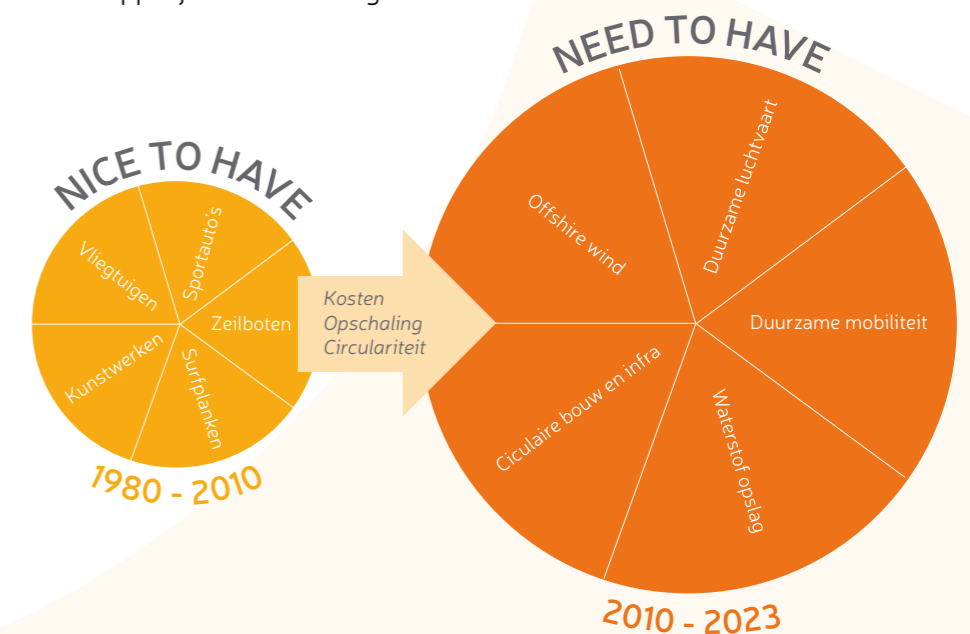 NICE TO HAVE
Vliegtuigen
Sportauto's
Zeilboten
Surfplanken
Kunstwerken
1980 - 2010
Kosten
Opschaling
Circulariteit
NEED TO HAVE
Offshire wind
Duurzame luchtvaart
Duurzame mobiliteit
Waterstof opslag
Ciculaire bouw en infra
2010 - 2023